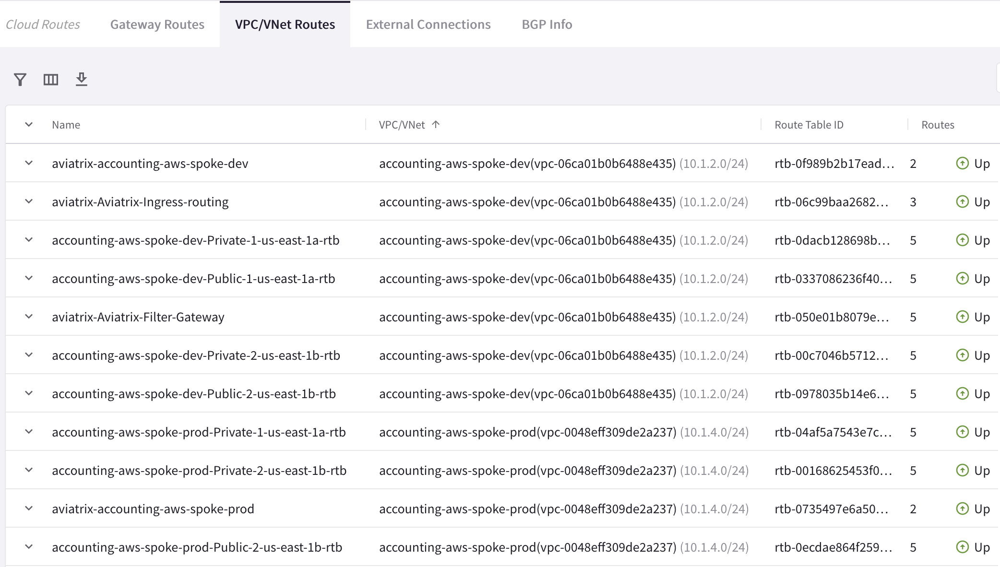 Cloud Routes Gateway Routes VPC/VNet Routes External Connections BGP Info
Name VPC/VNet Route Table ID Routes
aviatrix-accounting-aws-spoke-dev accounting-aws-spoke-dev(vpc-06ca01b0b6488e435) (10.1.2.0/24) rtb-0f989b2b17ead... 2 Up
aviatrix-Aviatrix-Ingress-routing accounting-aws-spoke-dev(vpc-06ca01b0b6488e435) (10.1.2.0/24) rtb-06c99baa2682... 3 Up
accounting-aws-spoke-dev-Private-1-us-east-1a-rtb accounting-aws-spoke-dev(vpc-06ca01b0b6488e435) (10.1.2.0/24) rtb-0dacb128698b... 5 Up
accounting-aws-spoke-dev-Public-1-us-east-1a-rtb accounting-aws-spoke-dev(vpc-06ca01b0b6488e435) (10.1.2.0/24) rtb-0337086236f40... 5 Up
aviatrix-Aviatrix-Filter-Gateway accounting-aws-spoke-dev(vpc-06ca01b0b6488e435) (10.1.2.0/24) rtb-050e01b8079e... 5 Up
accounting-aws-spoke-dev-Private-2-us-east-1b-rtb accounting-aws-spoke-dev(vpc-06ca01b0b6488e435) (10.1.2.0/24) rtb-00c7046b5712... 5 Up
accounting-aws-spoke-dev-Public-2-us-east-1b-rtb accounting-aws-spoke-dev(vpc-06ca01b0b6488e435) (10.1.2.0/24) rtb-0978035b14e6... 5 Up
accounting-aws-spoke-prod-Private-1-us-east-1a-rtb accounting-aws-spoke-prod(vpc-0048eff309de2a237) (10.1.4.0/24) rtb-04af5a7543e7c... 5 Up
accounting-aws-spoke-prod-Private-2-us-east-1b-rtb accounting-aws-spoke-prod(vpc-0048eff309de2a237) (10.1.4.0/24) rtb-00168625453f0... 5 Up
aviatrix-accounting-aws-spoke-prod accounting-aws-spoke-prod(vpc-0048eff309de2a237) (10.1.4.0/24) rtb-0735497e6a50... 2 Up
accounting-aws-spoke-prod-Public-2-us-east-1b-rtb accounting-aws-spoke-prod(vpc-0048eff309de2a237) (10.1.4.0/24) rtb-0ecdae864f259... 5 Up